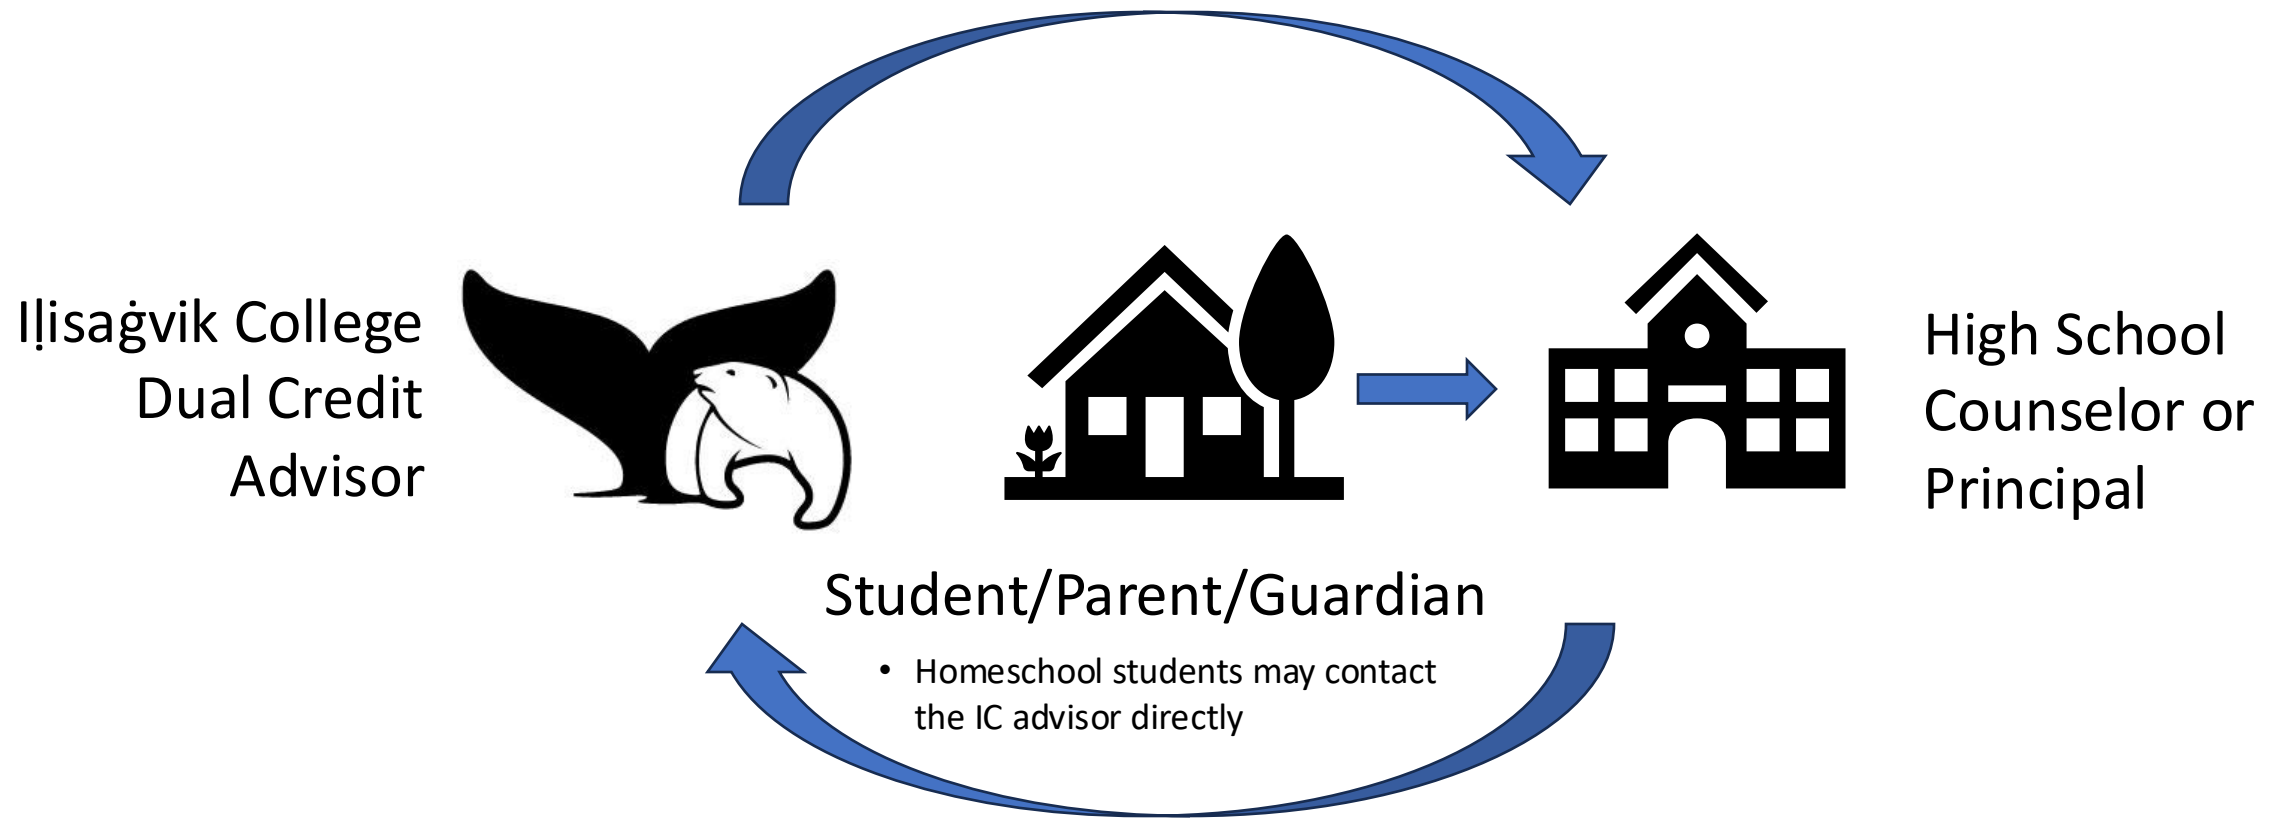 Iḷisaġvik College
Dual Credit
Advisor
High School
Counselor or
Principal
Student/Parent/Guardian
• Homeschool students may contact
the IC advisor directly